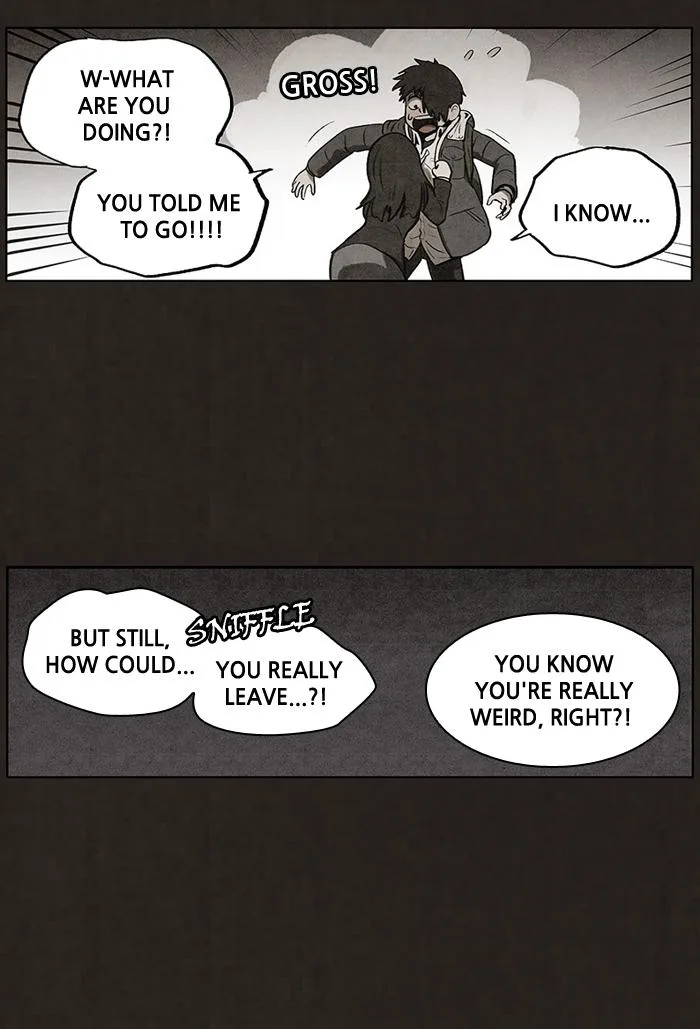 W-WHAT
ARE YOU
DOING?!
GROSS!
YOU TOLD ME
TO GO!!!!
I KNOW...
BUT STILL,
HOW COULD...
SNIFFLE
YOU REALLY
LEAVE...?!
YOU KNOW
YOU'RE REALLY
WEIRD, RIGHT?!